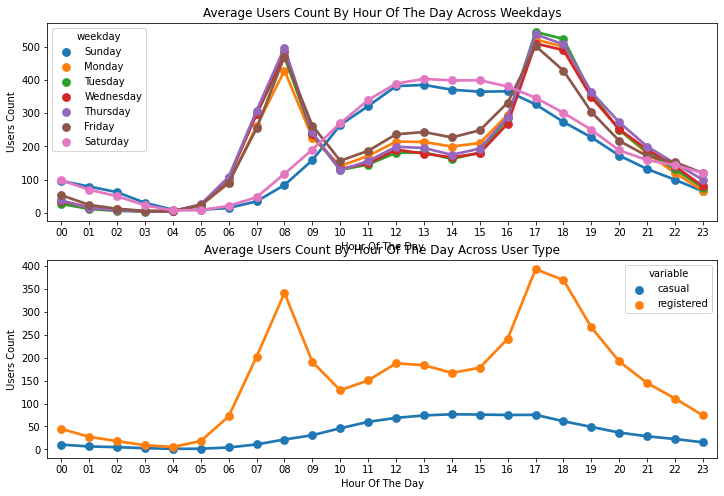 Average Users Count By Hour Of The Day Across Weekdays
500
400
300
200
100
0
Users Count
weekday
Sunday
Monday
Tuesday
Wednesday
Thursday
Friday
Saturday
00 01 02 03 04 05 06 07 08 09 10 11 12 13 14 15 16 17 18 19 20 21 22 23
Hour Of The Day
Average Users Count By Hour Of The Day Across User Type
400
350
300
250
200
150
100
50
0
Users Count
variable
casual
registered
00 01 02 03 04 05 06 07 08 09 10 11 12 13 14 15 16 17 18 19 20 21 22 23
Hour Of The Day